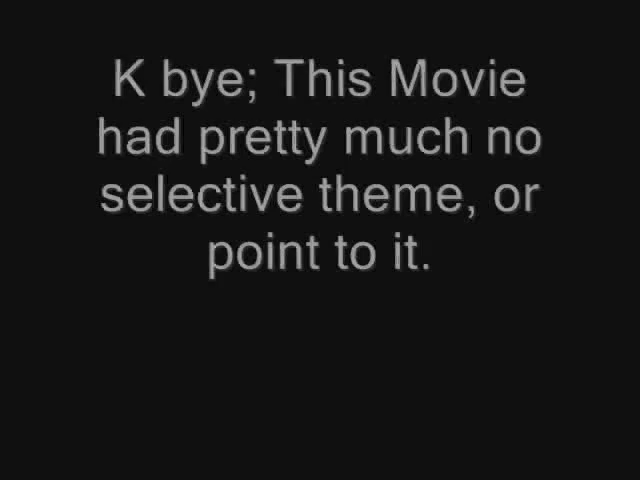 K bye; This Movie
had pretty much no
selective theme, or
point to it.